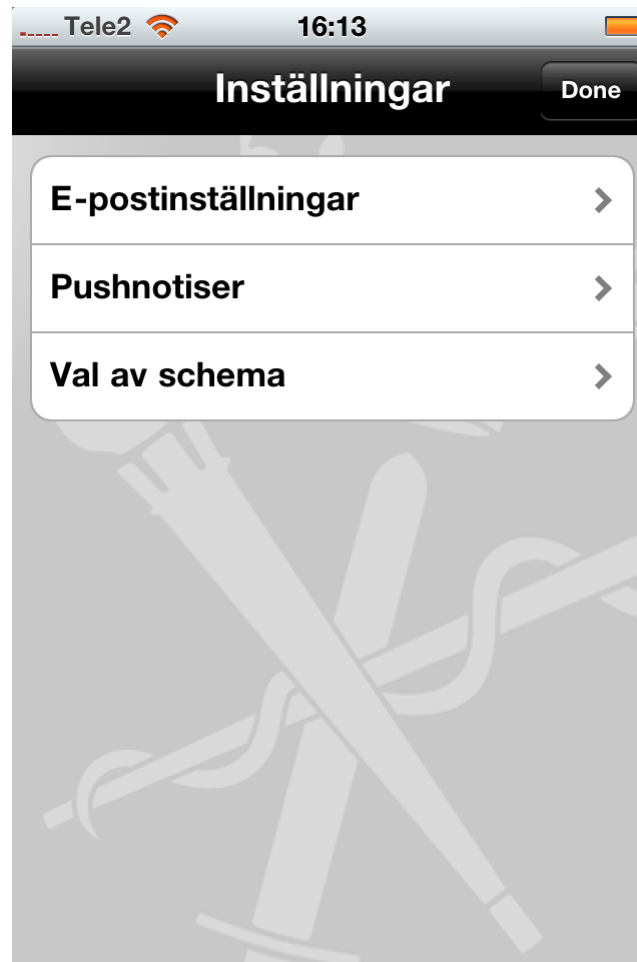 Tele2 16:13
Inställningar Done
E-postinställningar
Pushnotiser
Val av schema